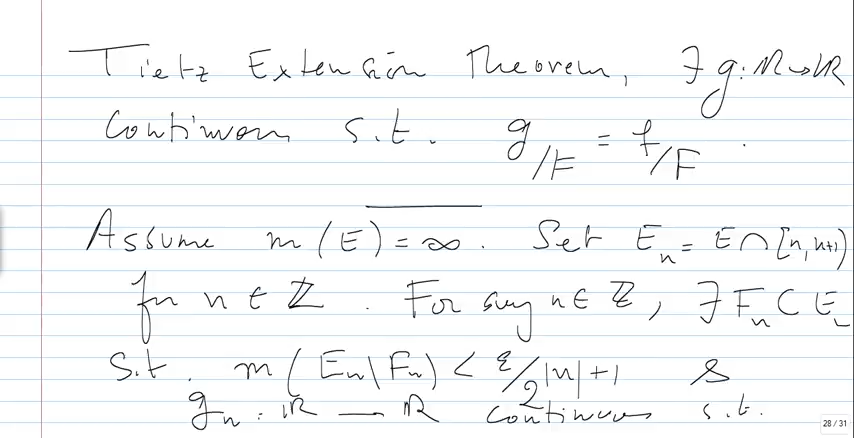 Tietz Extension Theorem, ∃ g: ℝ→ℝ
continuous s.t. g/F = f/F .
Assume m(E) = ∞. Set Eₙ = E∩[n, n+1)
for n ∈ ℤ. For any n ∈ ℤ, ∃ Fₙ ⊂ Eₙ
s.t. m(Eₙ\Fₙ) < ε/2|n|+1 &
gₙ: ℝ → ℝ continuous s.t.
28 / 31